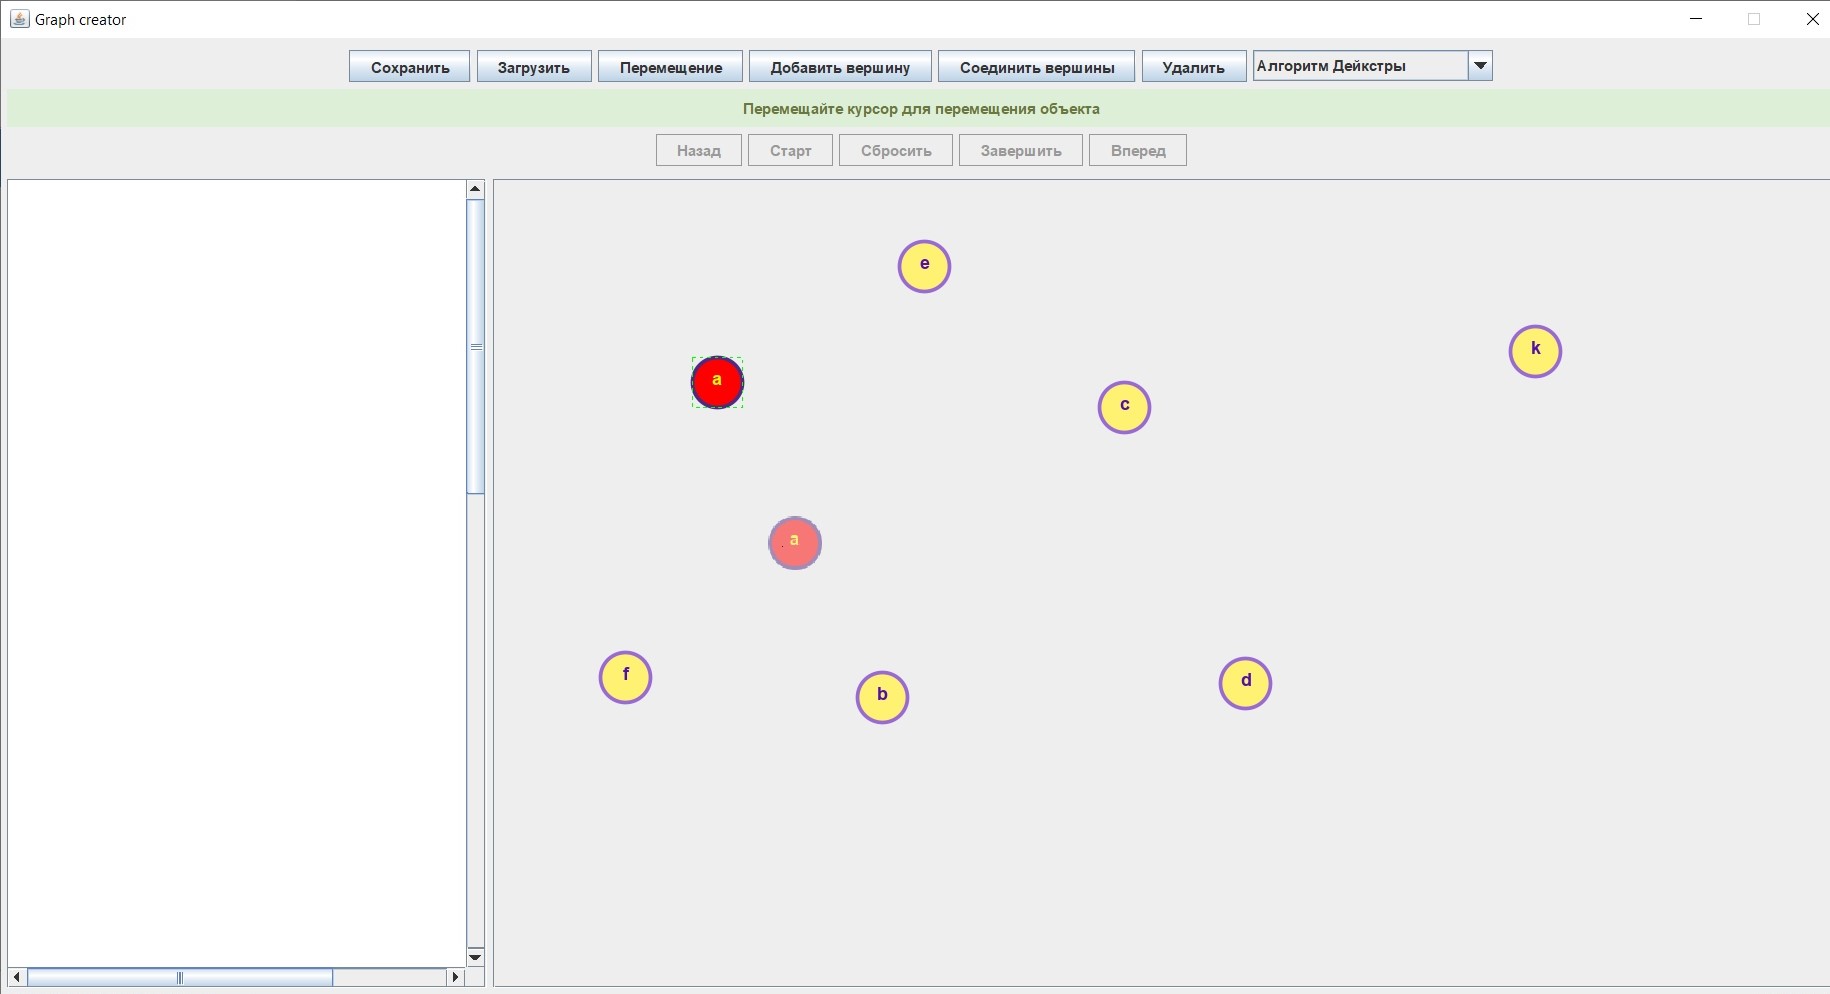 Graph creator
Сохранить Загрузить Перемещение Добавить вершину Соединить вершины Удалить Алгоритм Дейкстры
Перемещайте курсор для перемещения объекта
Назад Старт Сбросить Завершить Вперед
e
k
a
c
a
f
b
d